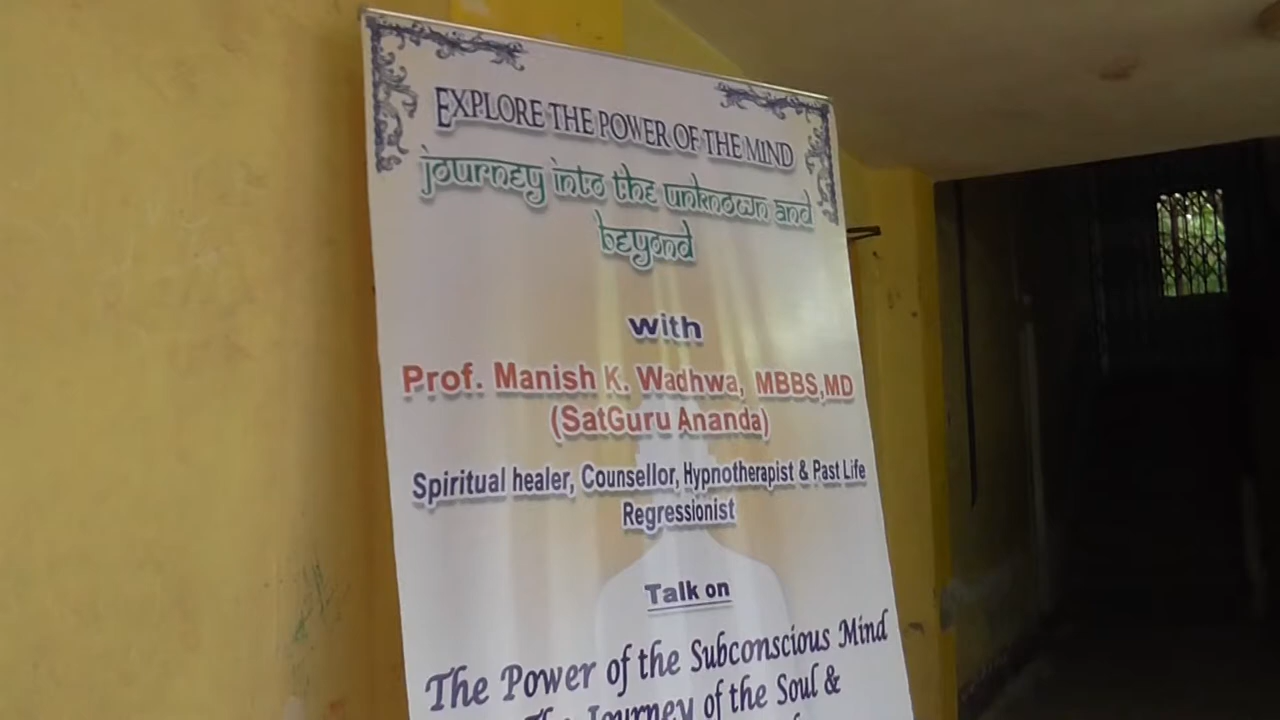 EXPLORE THE POWER OF THE MIND
journey into the unknown and
beyond
with
Prof. Manish K. Wadhwa, MBBS,MD
(SatGuru Ananda)
Spiritual healer, Counsellor, Hypnotherapist & Past Life
Regressionist
Talk on
The Power of the Subconscious Mind
The Journey of the Soul &